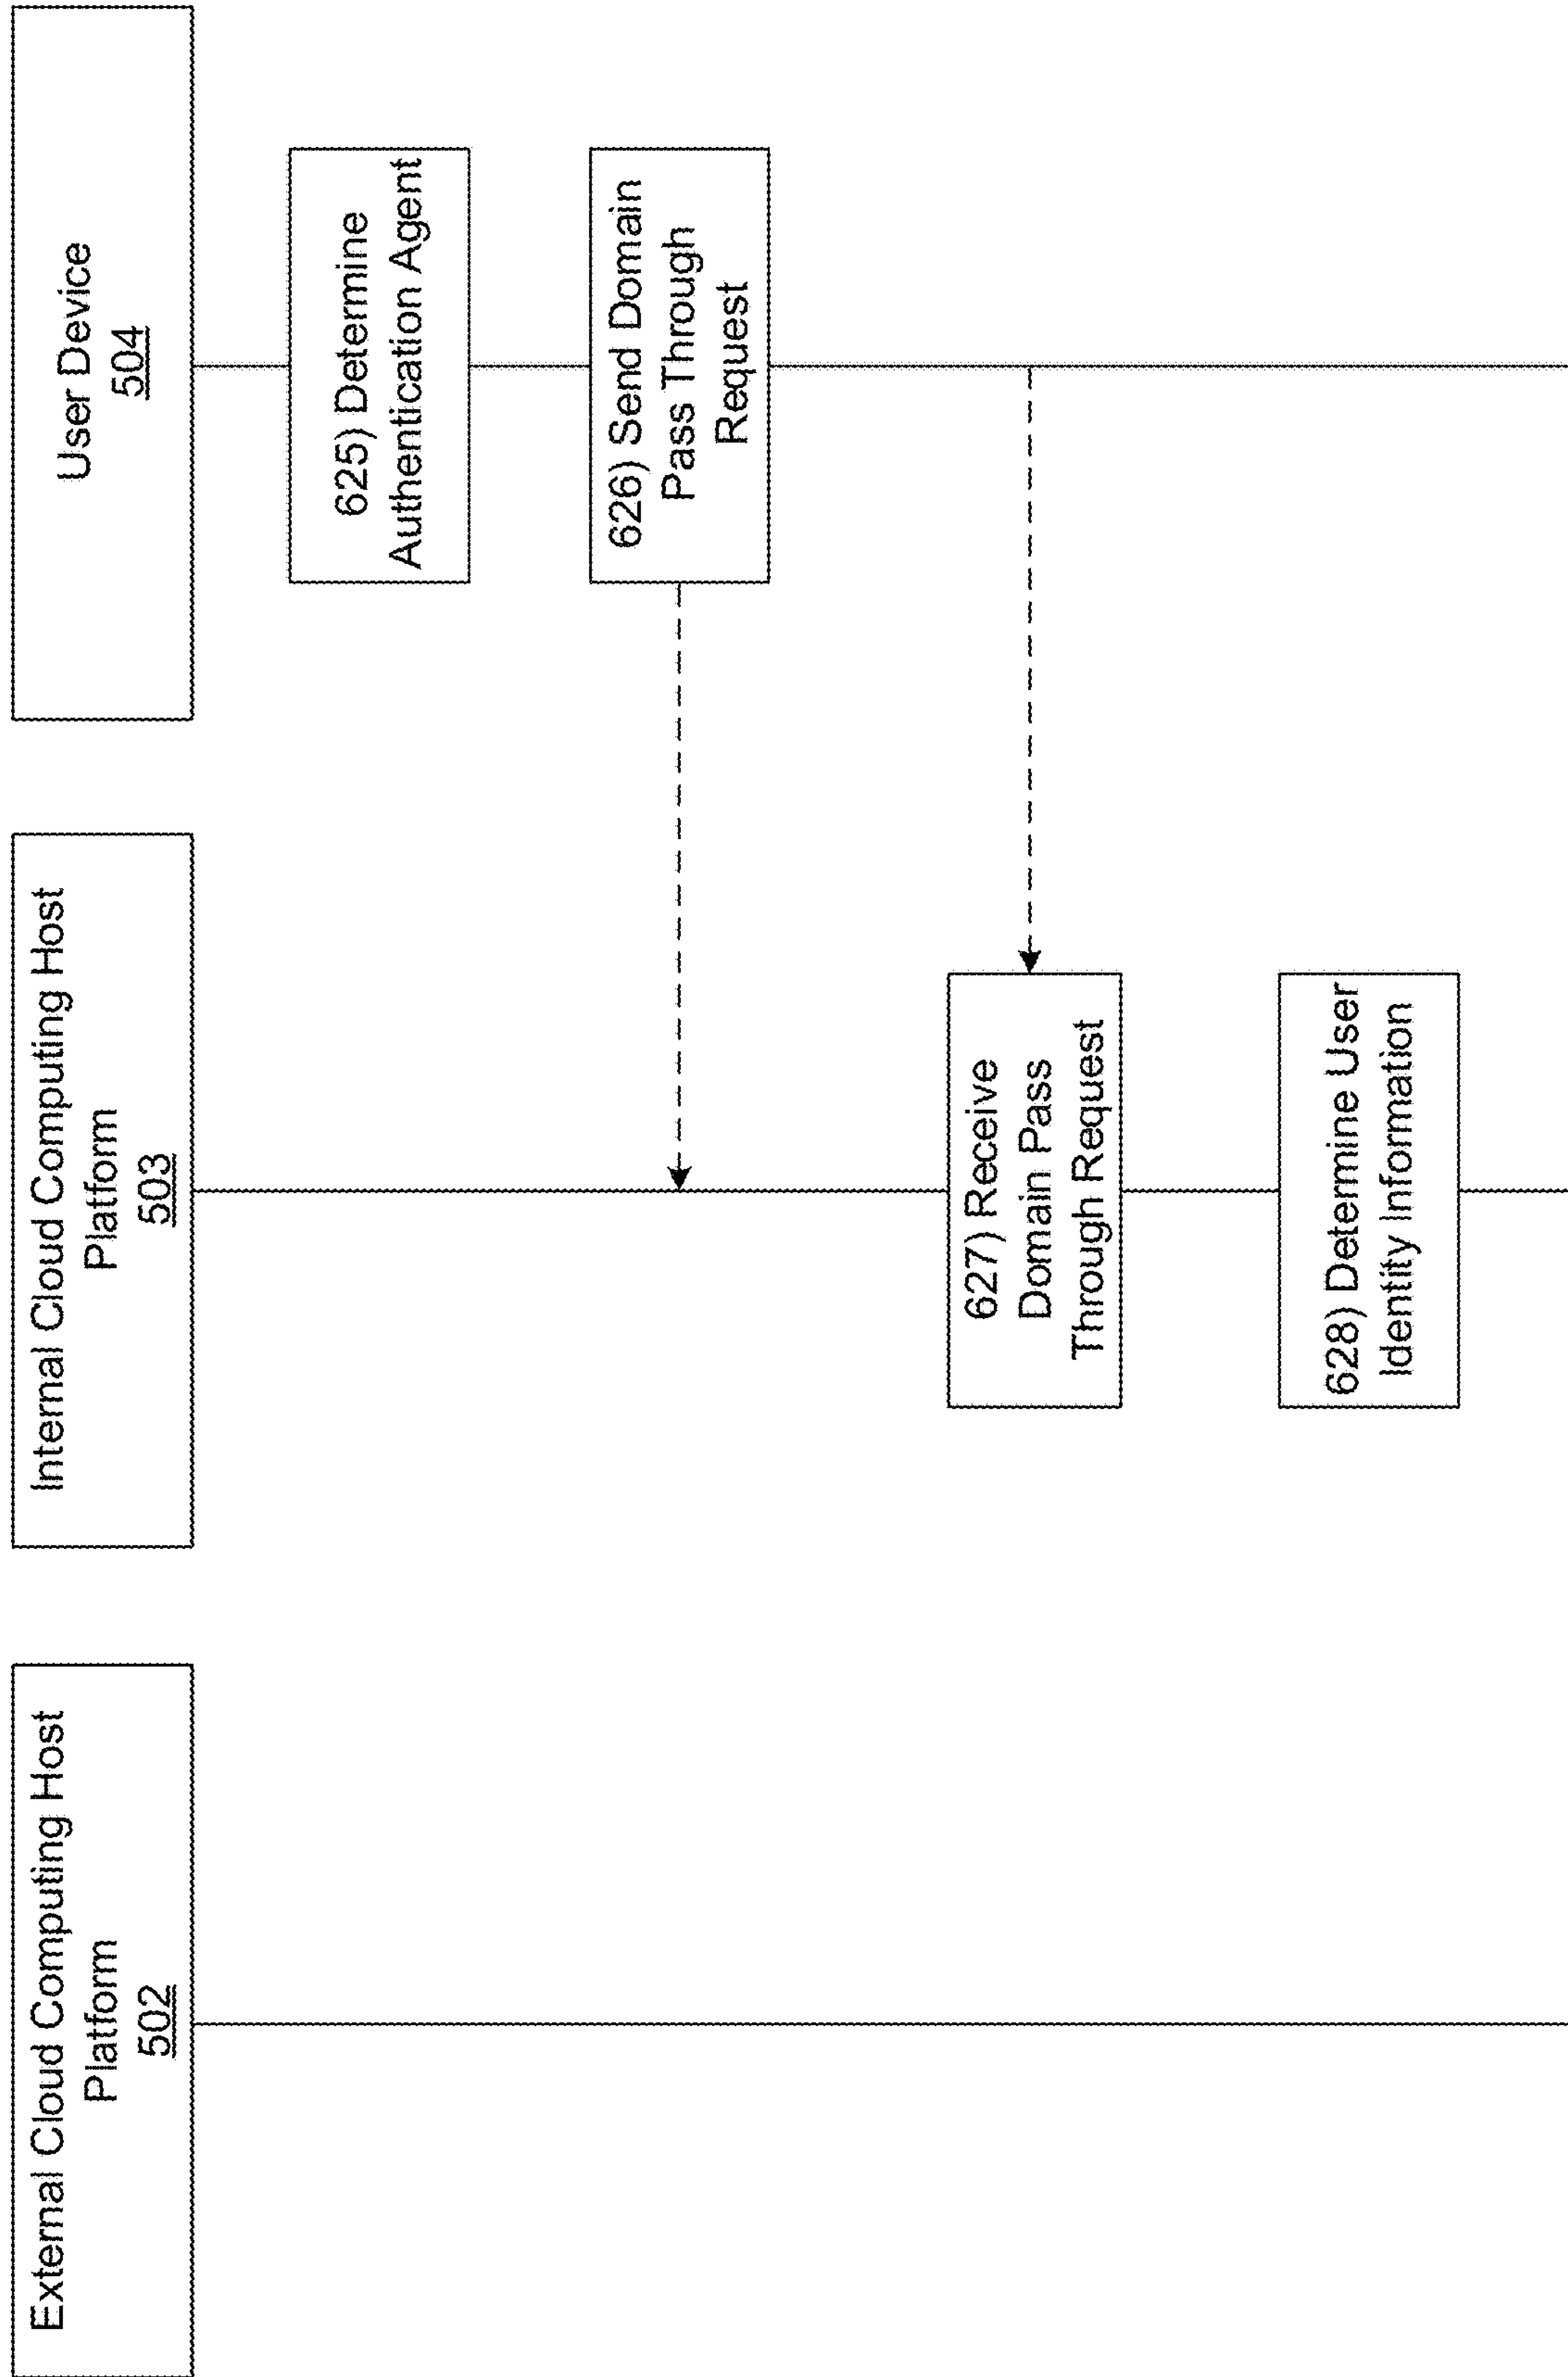 External Cloud Computing Host
Platform
502
Internal Cloud Computing Host
Platform
503
User Device
504
625) Determine
Authentication Agent
626) Send Domain
Pass Through
Request
627) Receive
Domain Pass
Through Request
628) Determine User
Identity Information